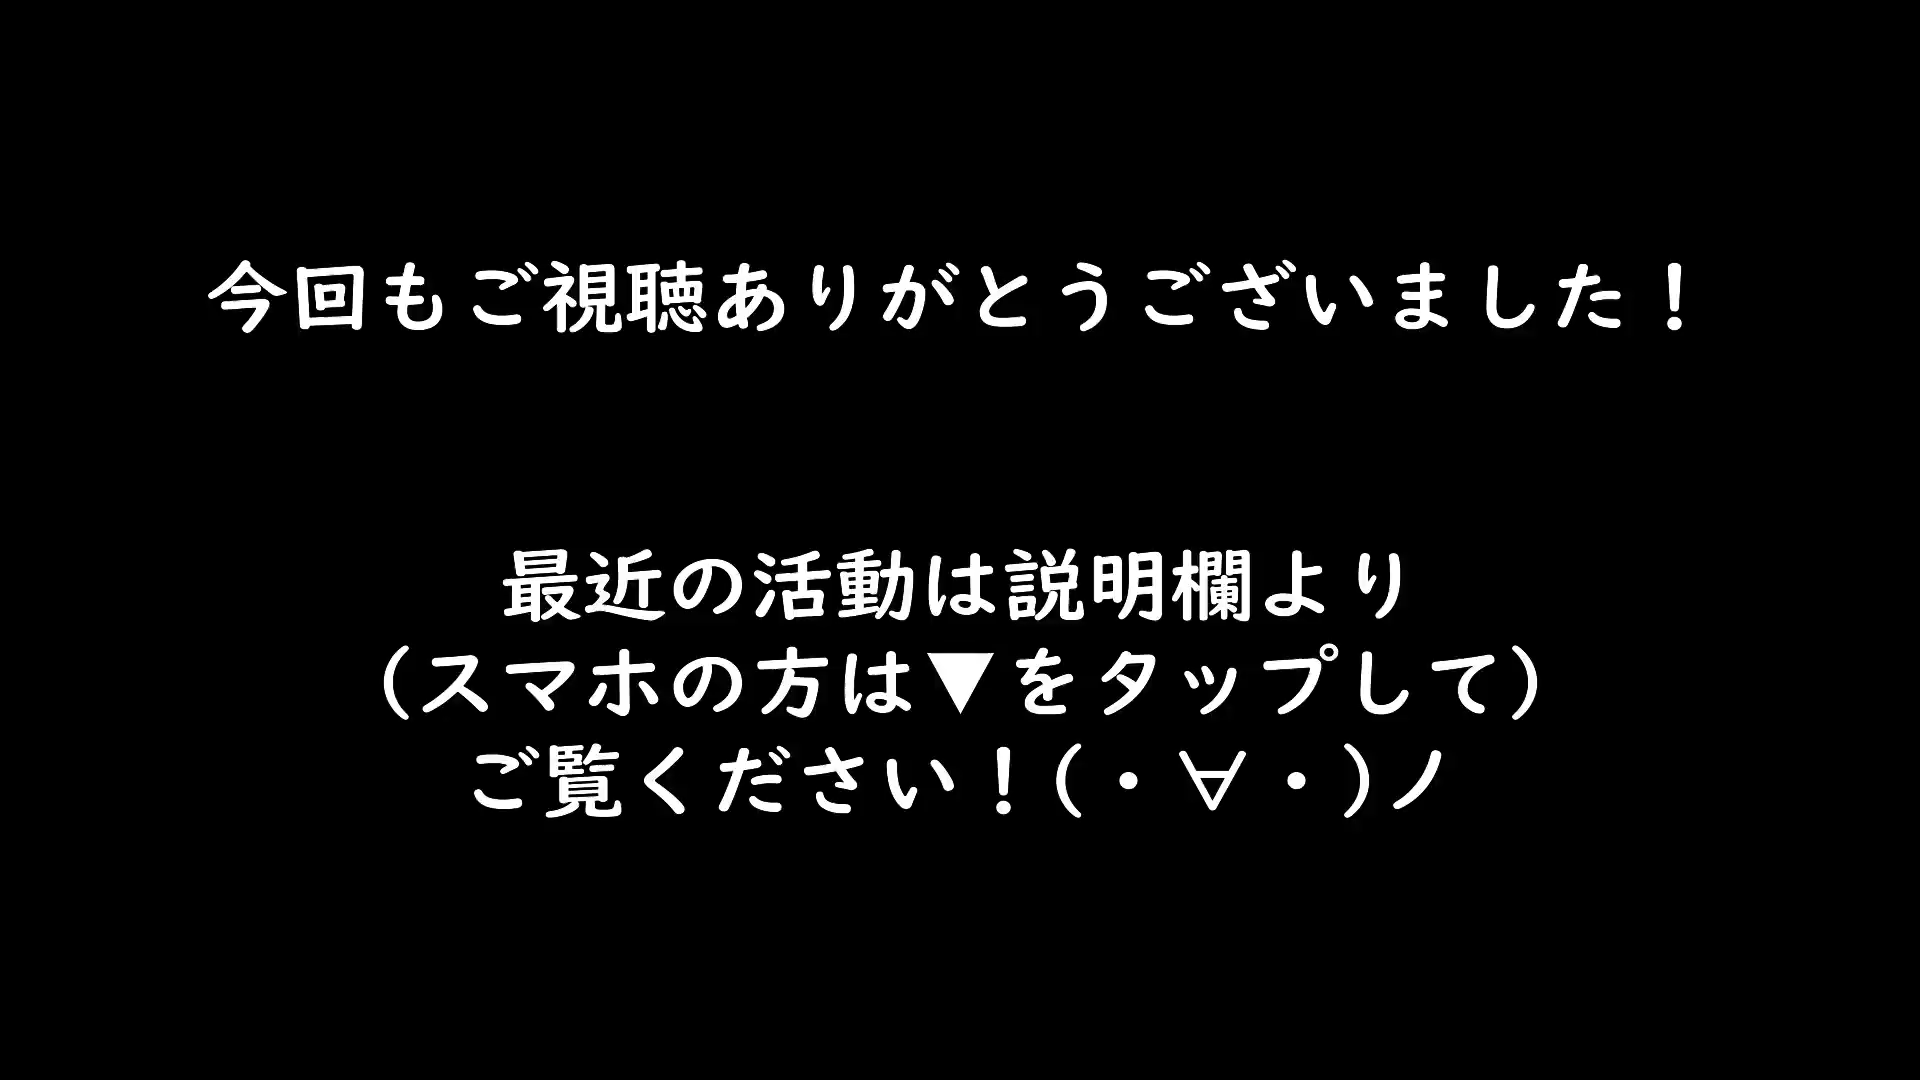 今回もご視聴ありがとうございました！
最近の活動は説明欄より
（スマホの方は▼をタップして）
ご覧ください！(・∀・)ノ